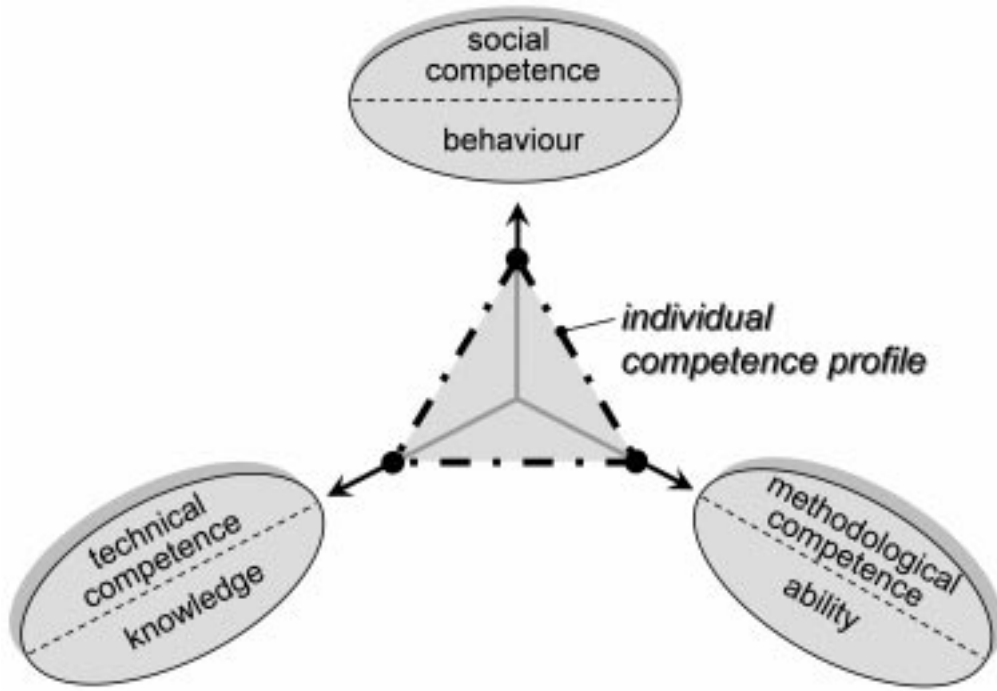 social
competence
behaviour
individual
competence profile
technical
competence
knowledge
methodological
competence
ability